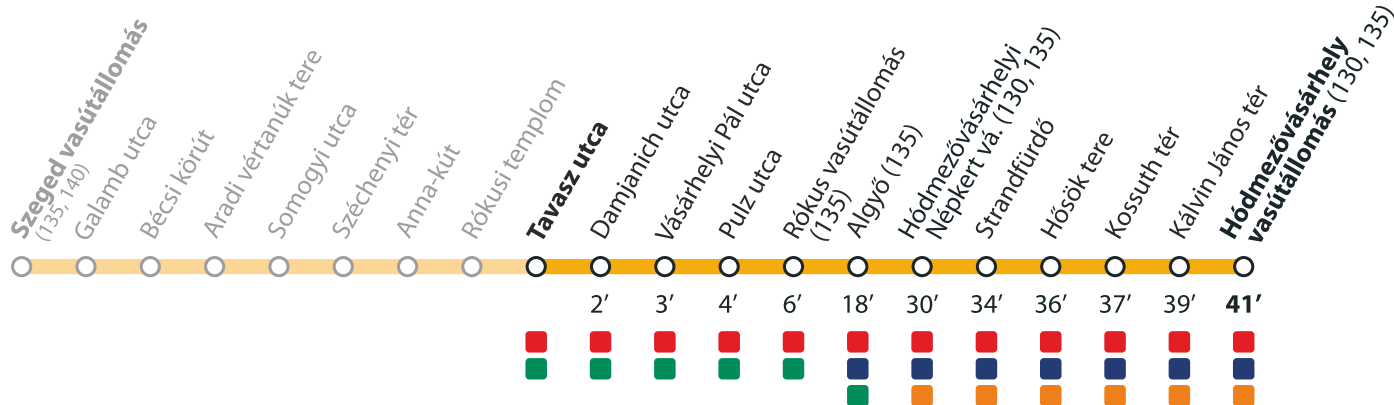 Szeged vasútállomás
(135, 140)
Galamb utca
Bécsi körút
Aradi vértanúk tere
Somogyi utca
Széchenyi tér
Anna-kút
Rókusi templom
Tavasz utca
Damjanich utca
Vásárhelyi Pál utca
Pulz utca
Rókus vasútállomás
(135)
Algyő (135)
Hódmezővásárhelyi
Népkert vá. (130, 135)
Strandfürdő
Hősök tere
Kossuth tér
Kálvin János tér
Hódmezővásárhely
vasútállomás (130, 135)
2’ 3’ 4’ 6’ 18’ 30’ 34’ 36’ 37’ 39’ 41’